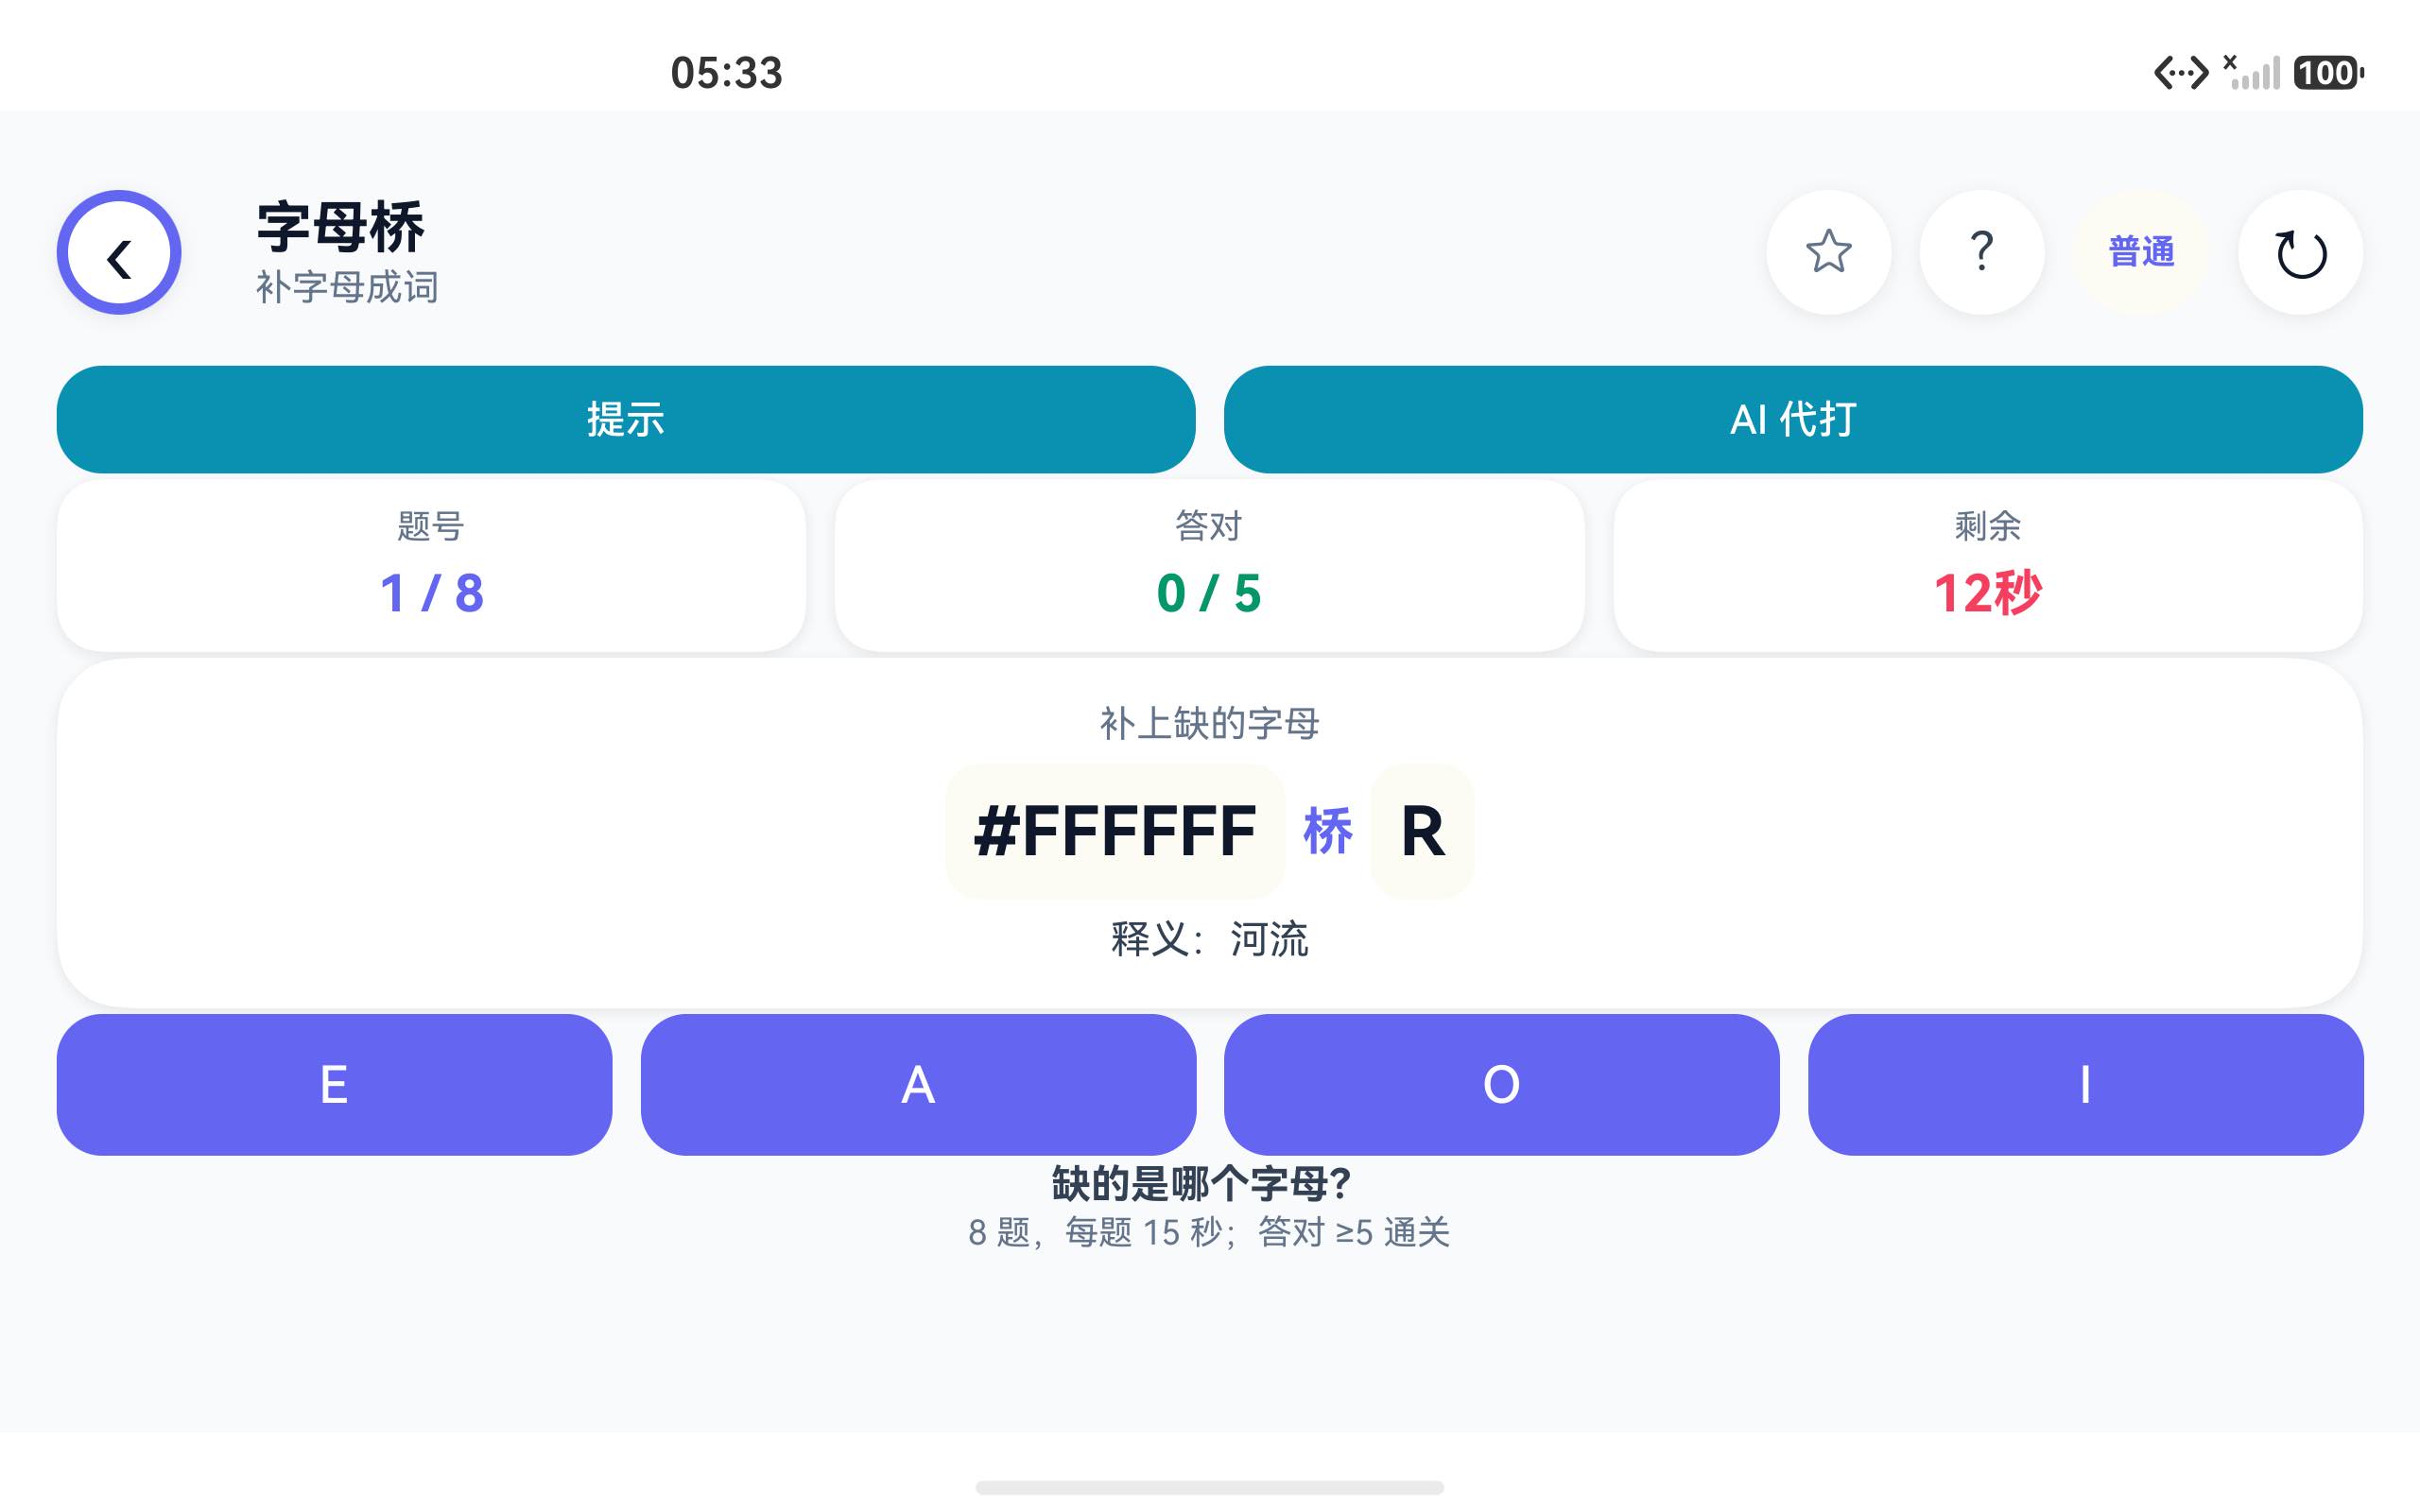 05:33
100
字母桥
补字母成词
?
普通
提示
AI 代打
题号
1 / 8
答对
0 / 5
剩余
12秒
补上缺的字母
#FFFFFF 桥 R
释义：河流
E
A
O
I
缺的是哪个字母？
8 题，每题 15 秒；答对 ≥5 通关